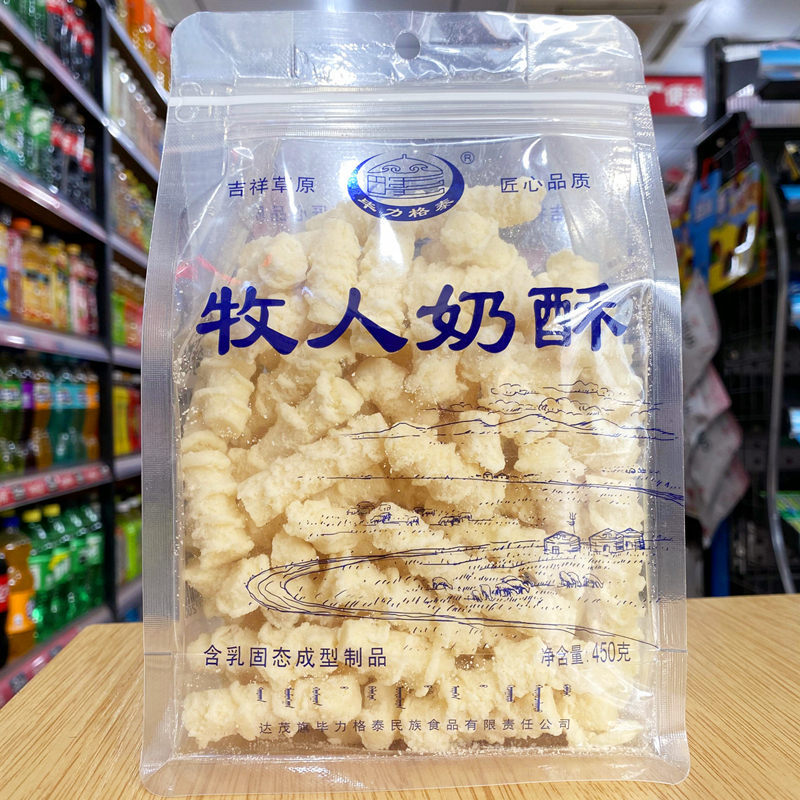 吉祥草原
匠心品质
®
毕力格泰
牧人奶酥
含乳固态成型制品
净含量:450克
达茂旗毕力格泰民族食品有限责任公司